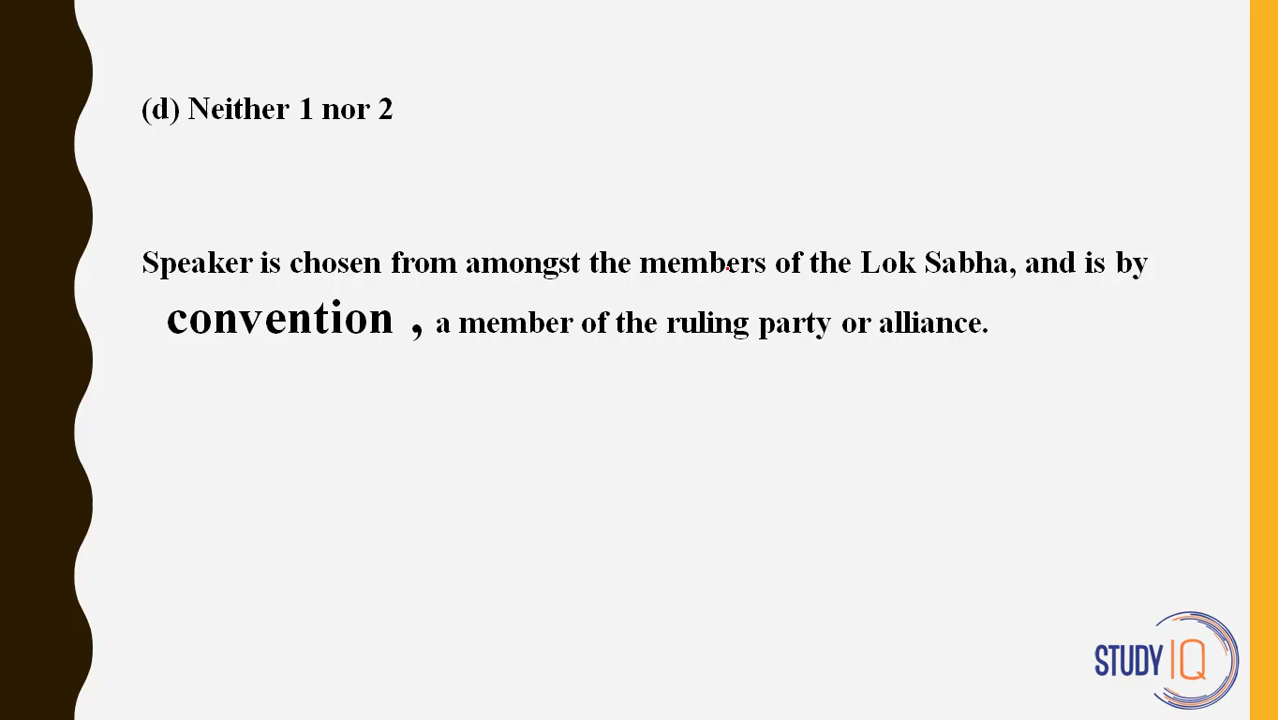 (d) Neither 1 nor 2
Speaker is chosen from amongst the members of the Lok Sabha, and is by
convention , a member of the ruling party or alliance.
STUDY IQ